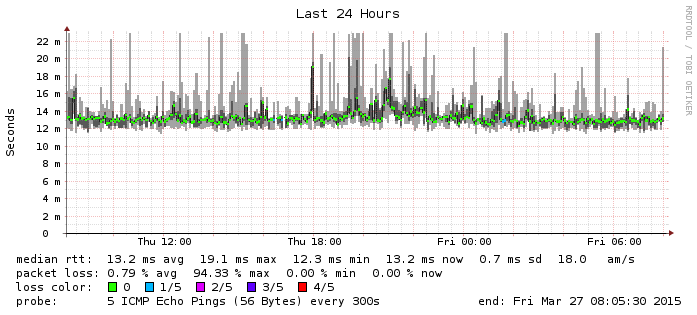 Last 24 Hours
RRDTOOL / TOBI OETIKER
Seconds
22 m
20 m
18 m
16 m
14 m
12 m
10 m
8 m
6 m
4 m
2 m
0
Thu 12:00 Thu 18:00 Fri 00:00 Fri 06:00
median rtt: 13.2 ms avg 19.1 ms max 12.3 ms min 13.2 ms now 0.7 ms sd 18.0 am/s
packet loss: 0.79 % avg 94.33 % max 0.00 % min 0.00 % now
loss color: 0 1/5 2/5 3/5 4/5
probe: 5 ICMP Echo Pings (56 Bytes) every 300s end: Fri Mar 27 08:05:30 2015